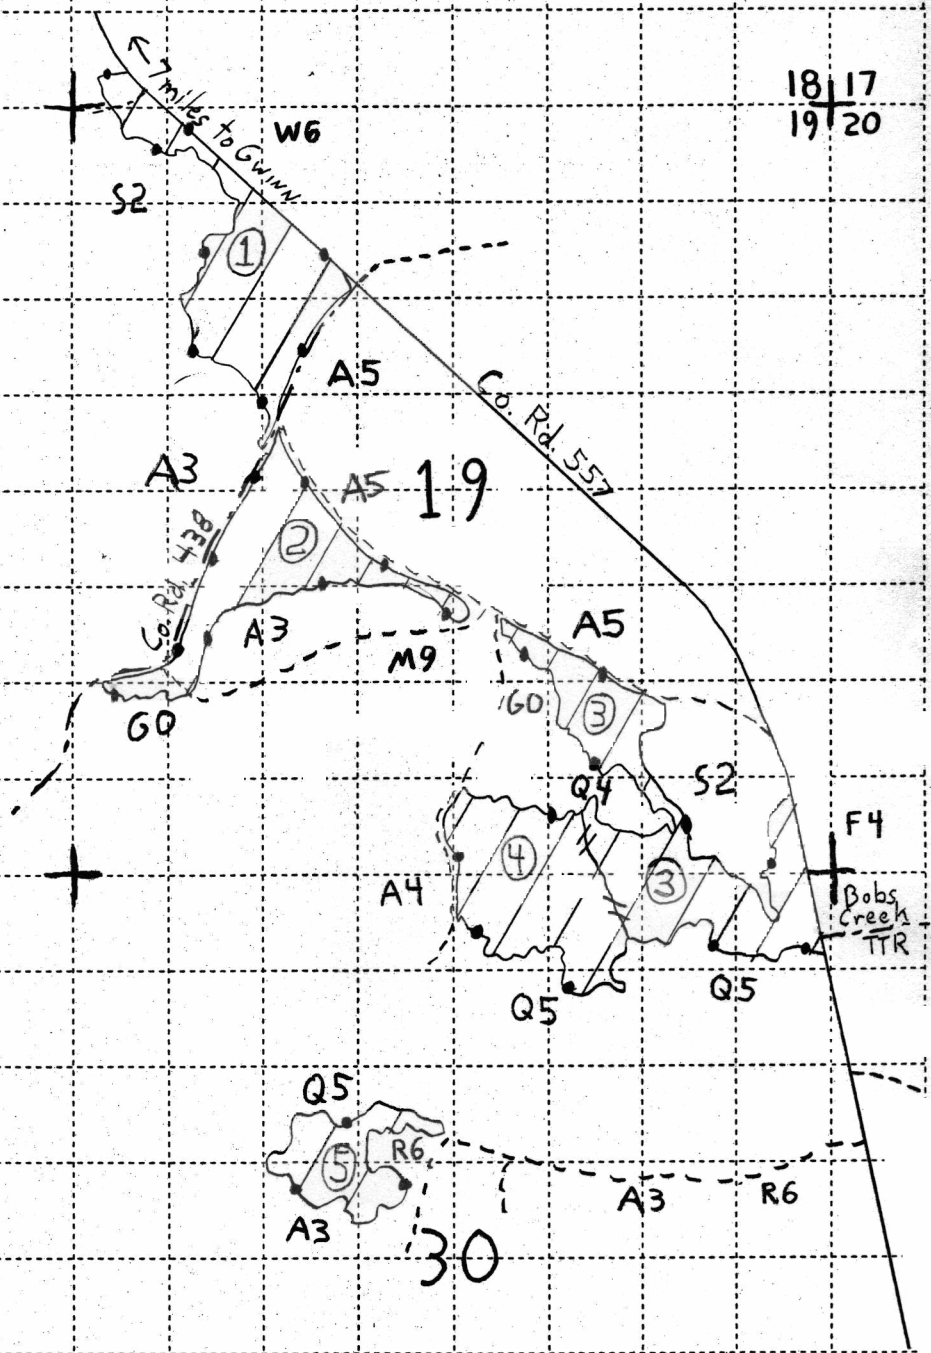 18 17
19 20
7 miles to GWINN
W6
S2
1
A5
Co. Rd. 557
A3
A5
19
2
Co. Rd. 438
A3
A5
M9
GO
GO
3
S2
Q4
F4
4
3
A4
Bobs
Creek
TTR
Q5
Q5
Q5
R6
5
A3
R6
A3
30